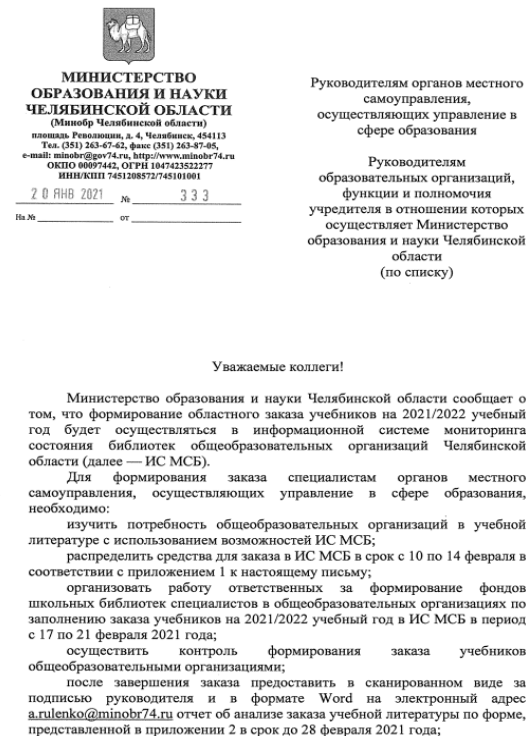 МИНИСТЕРСТВО
ОБРАЗОВАНИЯ И НАУКИ
ЧЕЛЯБИНСКОЙ ОБЛАСТИ
(Минобр Челябинской области)
площадь Революции, д. 4, Челябинск, 454113
Тел. (351) 263-67-62, факс (351) 263-87-05,
e-mail: minobr@gov74.ru, http://www.minobr74.ru
ОКПО 00097442, ОГРН 1047423522277
ИНН/КПП 7451208572/745101001
20 ЯНВ 2021 № 333
На № от
Руководителям органов местного
самоуправления,
осуществляющих управление в
сфере образования
Руководителям
образовательных организаций,
функции и полномочия
учредителя в отношении которых
осуществляет Министерство
образования и науки Челябинской
области
(по списку)
Уважаемые коллеги!
Министерство образования и науки Челябинской области сообщает о
том, что формирование областного заказа учебников на 2021/2022 учебный
год будет осуществляться в информационной системе мониторинга
состояния библиотек общеобразовательных организаций Челябинской
области (далее — ИС МСБ).
Для формирования заказа специалистам органов местного
самоуправления, осуществляющих управление в сфере образования,
необходимо:
изучить потребность общеобразовательных организаций в учебной
литературе с использованием возможностей ИС МСБ;
распределить средства для заказа в ИС МСБ в срок с 10 по 14 февраля в
соответствии с приложением 1 к настоящему письму;
организовать работу ответственных за формирование фондов
школьных библиотек специалистов в общеобразовательных организациях по
заполнению заказа учебников на 2021/2022 учебный год в ИС МСБ в период
с 17 по 21 февраля 2021 года;
осуществить контроль формирования заказа учебников
общеобразовательными организациями;
после завершения заказа предоставить в сканированном виде за
подписью руководителя и в формате Word на электронный адрес
a.rulenko@minobr74.ru отчет об анализе заказа учебной литературы по форме,
представленной в приложении 2 в срок до 28 февраля 2021 года;